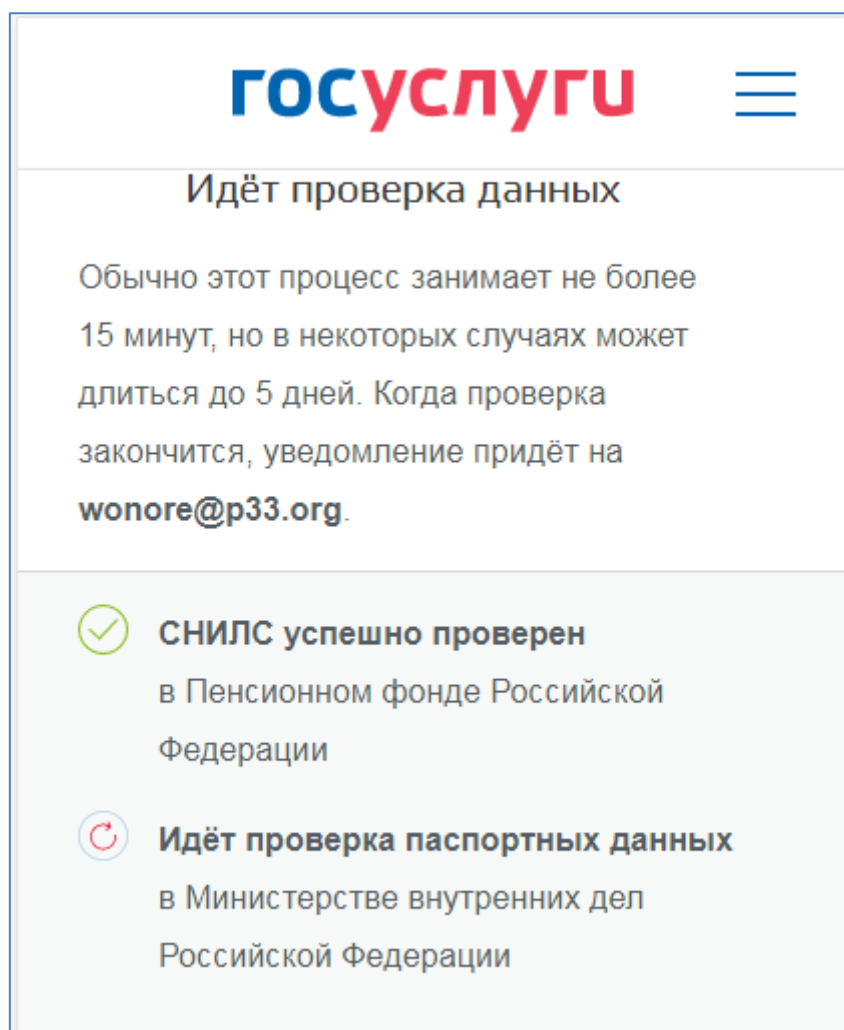 госуслуги
Идёт проверка данных
Обычно этот процесс занимает не более
15 минут, но в некоторых случаях может
длиться до 5 дней. Когда проверка
закончится, уведомление придёт на
wonore@p33.org.
СНИЛС успешно проверен
в Пенсионном фонде Российской
Федерации
Идёт проверка паспортных данных
в Министерстве внутренних дел
Российской Федерации